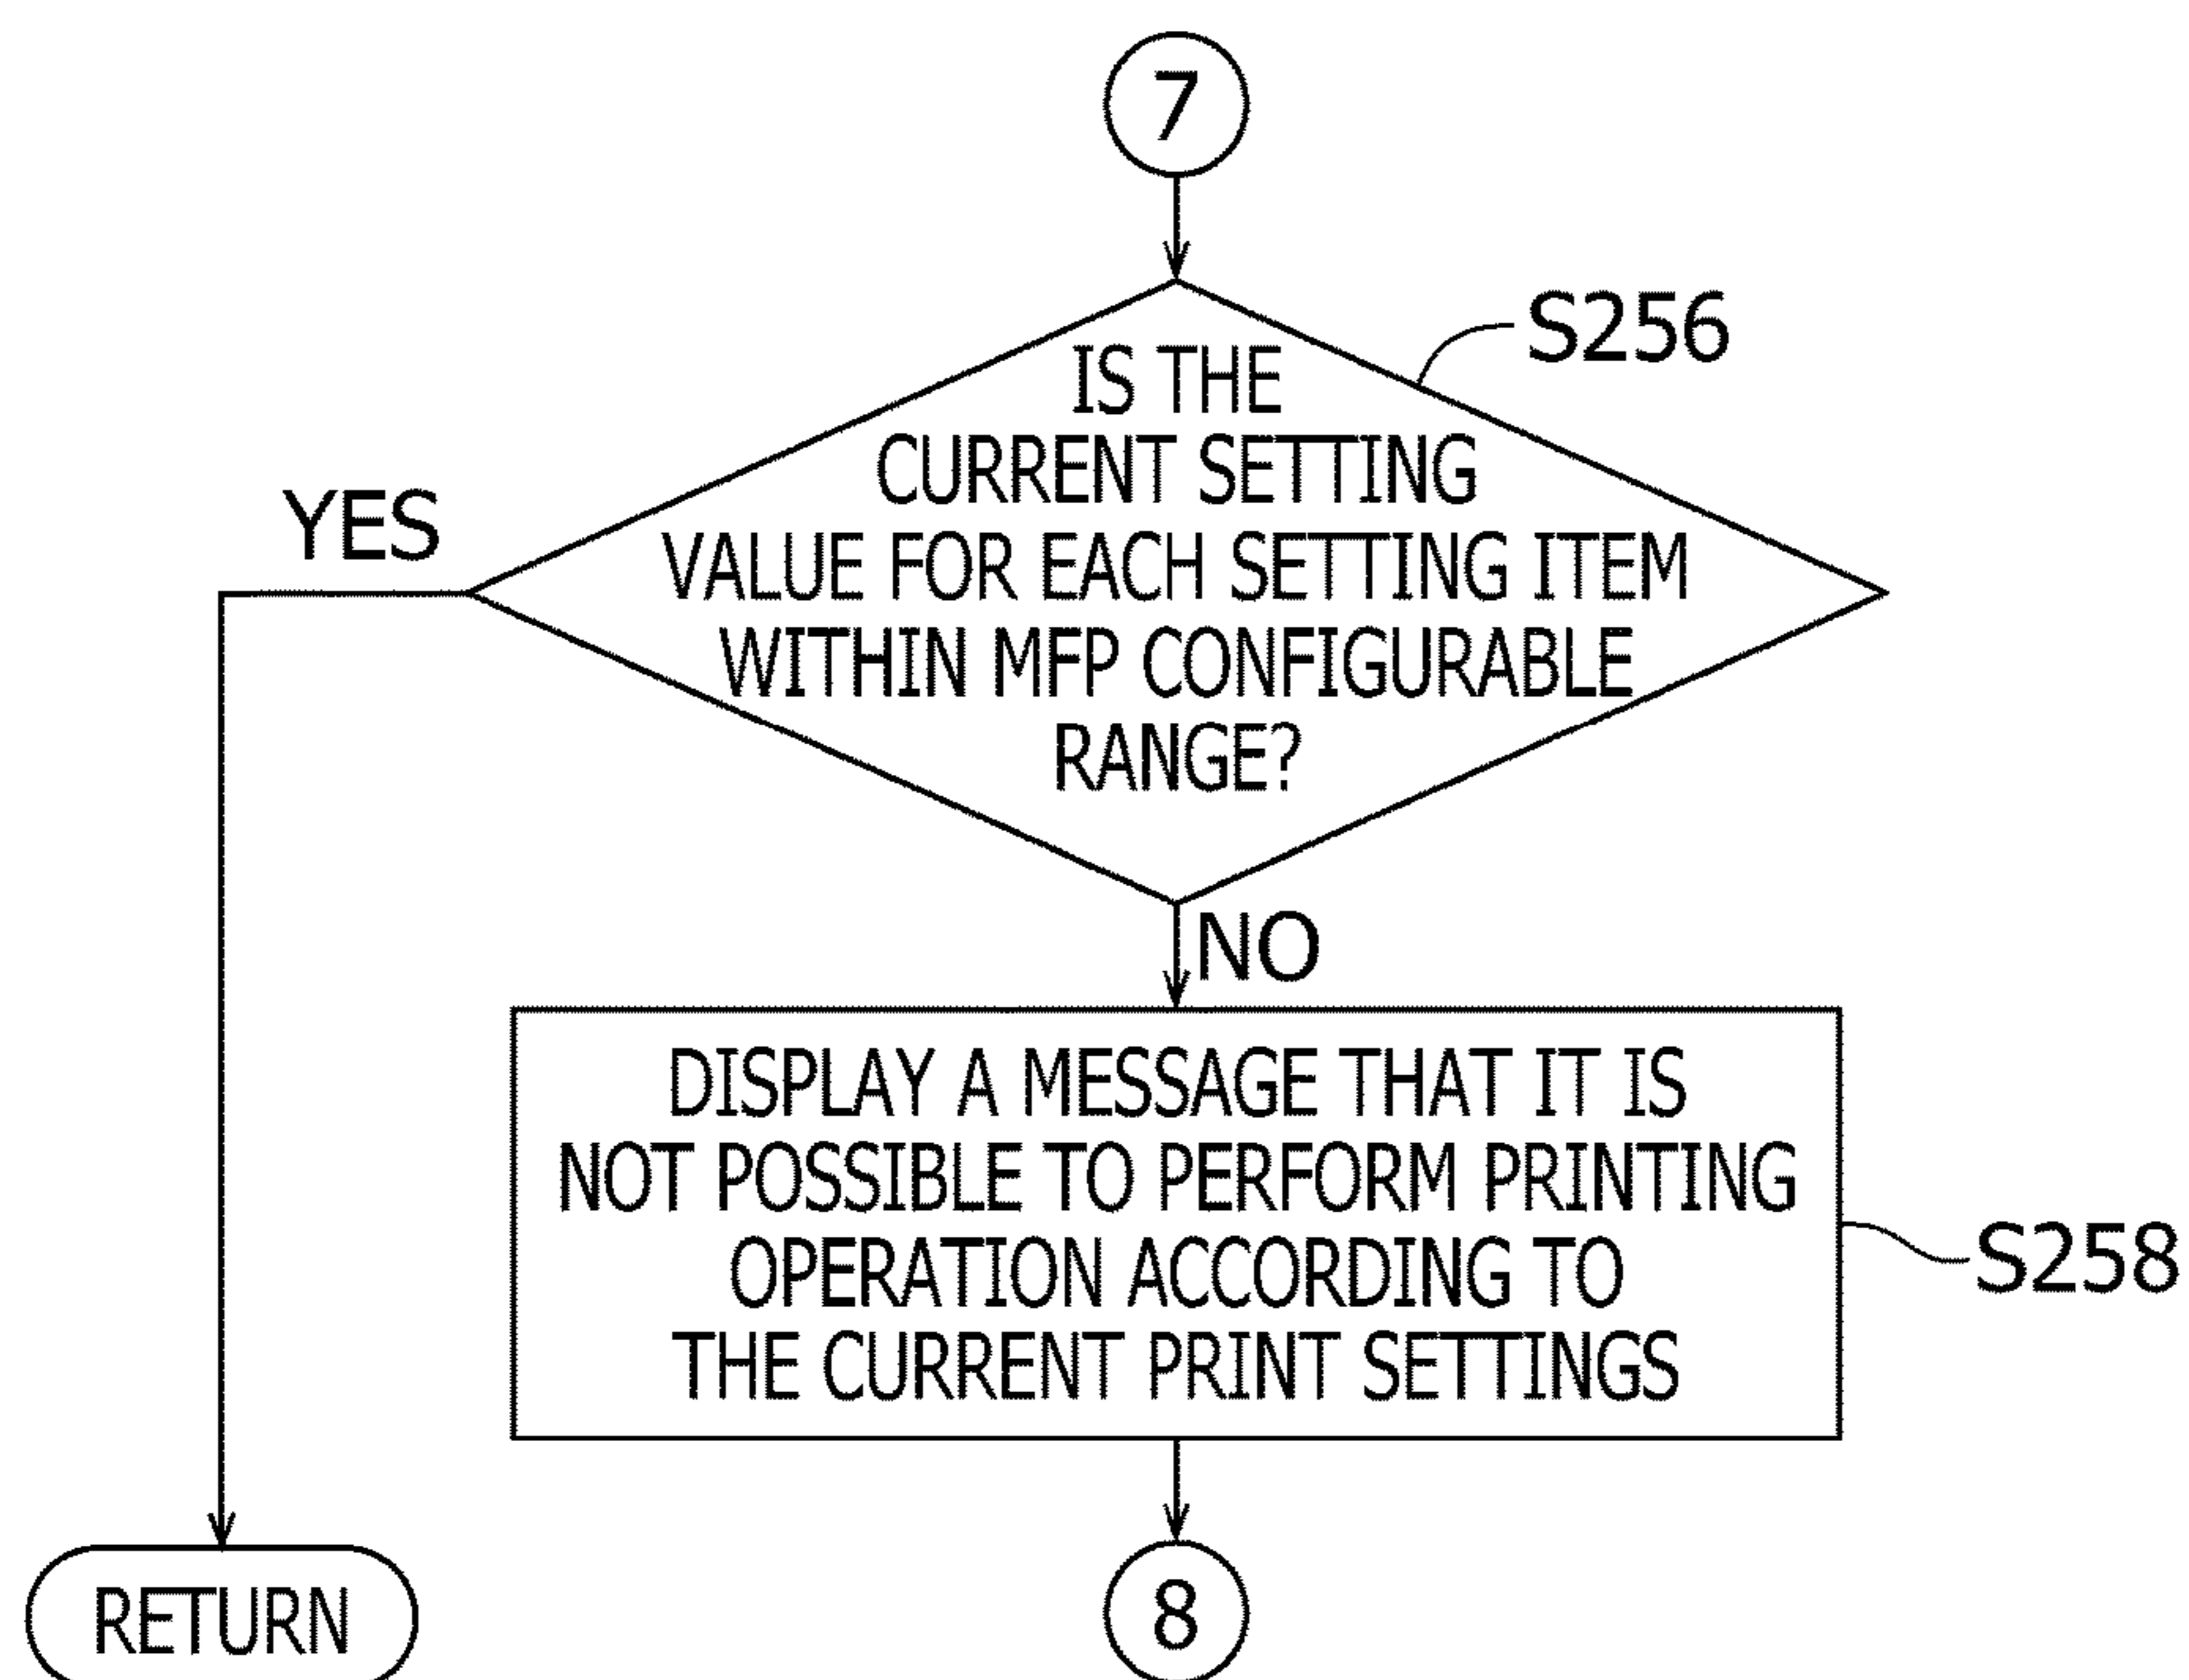 7
S256
IS THE
CURRENT SETTING
VALUE FOR EACH SETTING ITEM
WITHIN MFP CONFIGURABLE
RANGE?
YES
NO
DISPLAY A MESSAGE THAT IT IS
NOT POSSIBLE TO PERFORM PRINTING
OPERATION ACCORDING TO
THE CURRENT PRINT SETTINGS
S258
RETURN
8